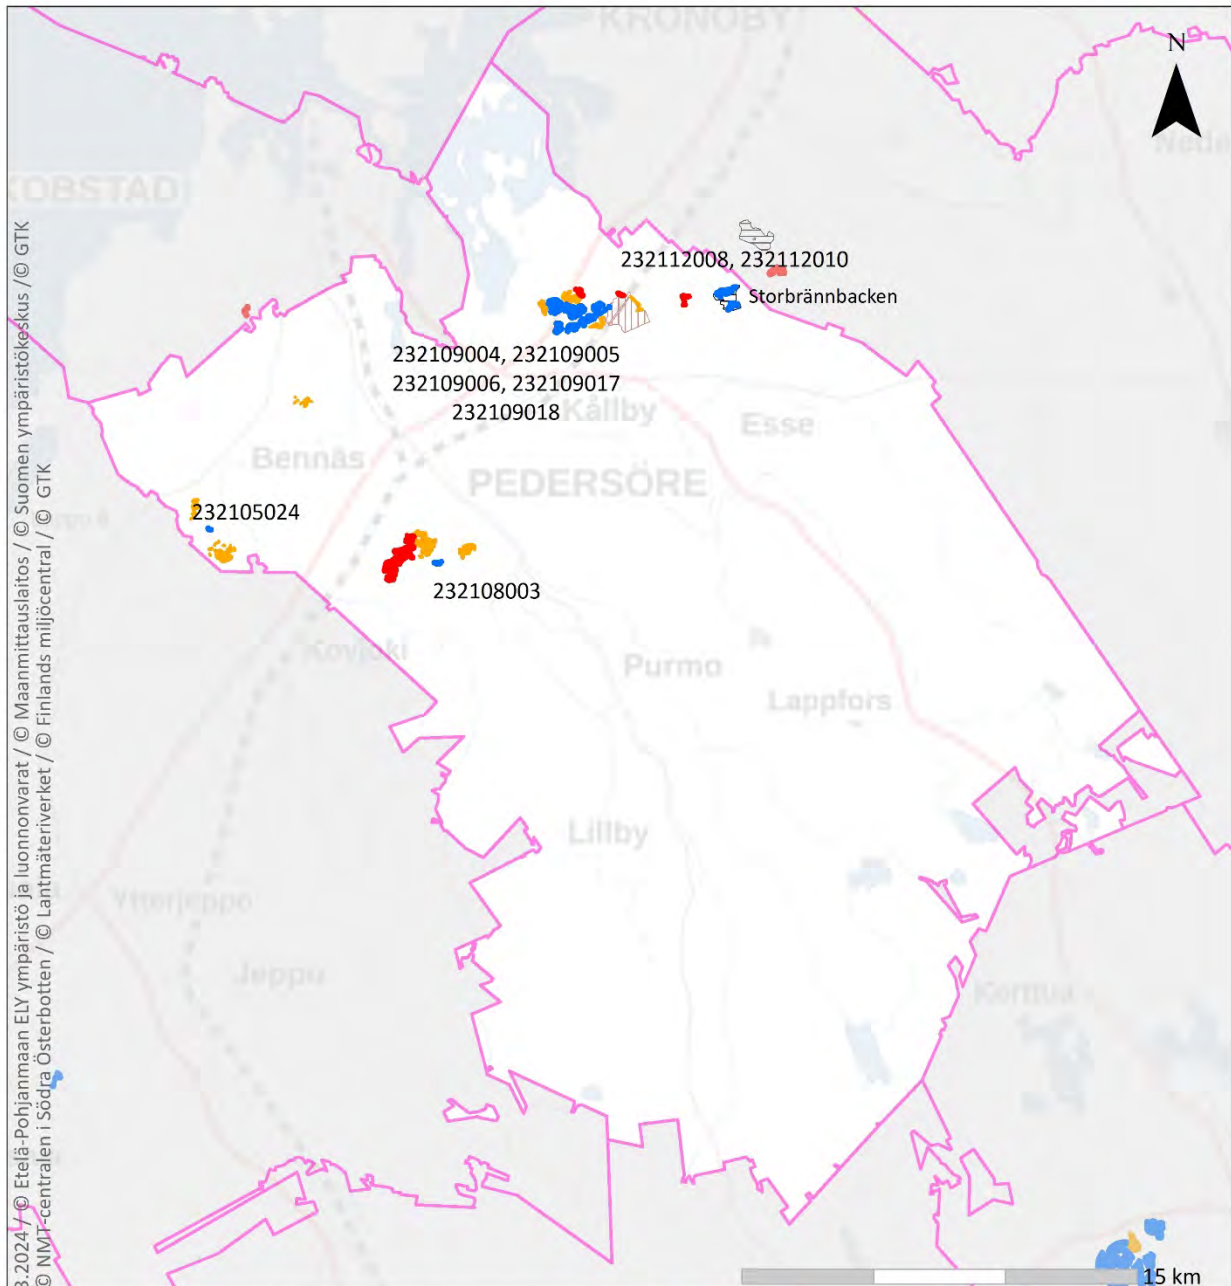 KRONOBY
N
KOBSTAD
232112008, 232112010
Storbrännbacken
232109004, 232109005
232109006, 232109017
232109018
Kållby
Esse
Bennäs
PEDERSÖRE
232105024
232108003
Kovjoki
Purmo
Lappfors
Lillby
Ytterjeppo
Jeppo
Kortjua
15 km
3.2024 / © Etelä-Pohjanmaan ELY ympäristö ja luonnonvarat / © Maanmittauslaitos / © Suomen ympäristökeskus /© GTK
© NMT-centralen i Södra Österbotten / © Lantmäteriverket / © Finlands miljöcentral / © GTK